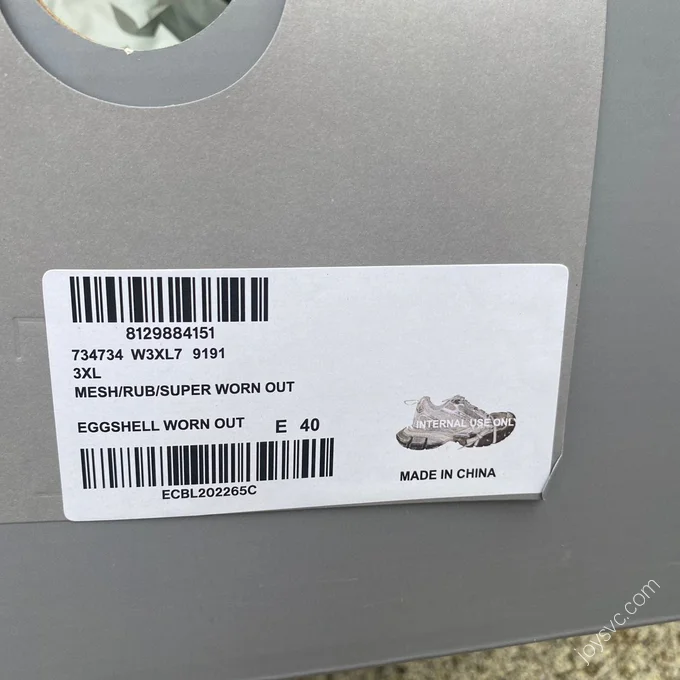 8129884151
734734 W3XL7 9191
3XL
MESH/RUB/SUPER WORN OUT
EGGSHELL WORN OUT E 40
INTERNAL USE ONLY
ECBL202265C
MADE IN CHINA
joysvc.com